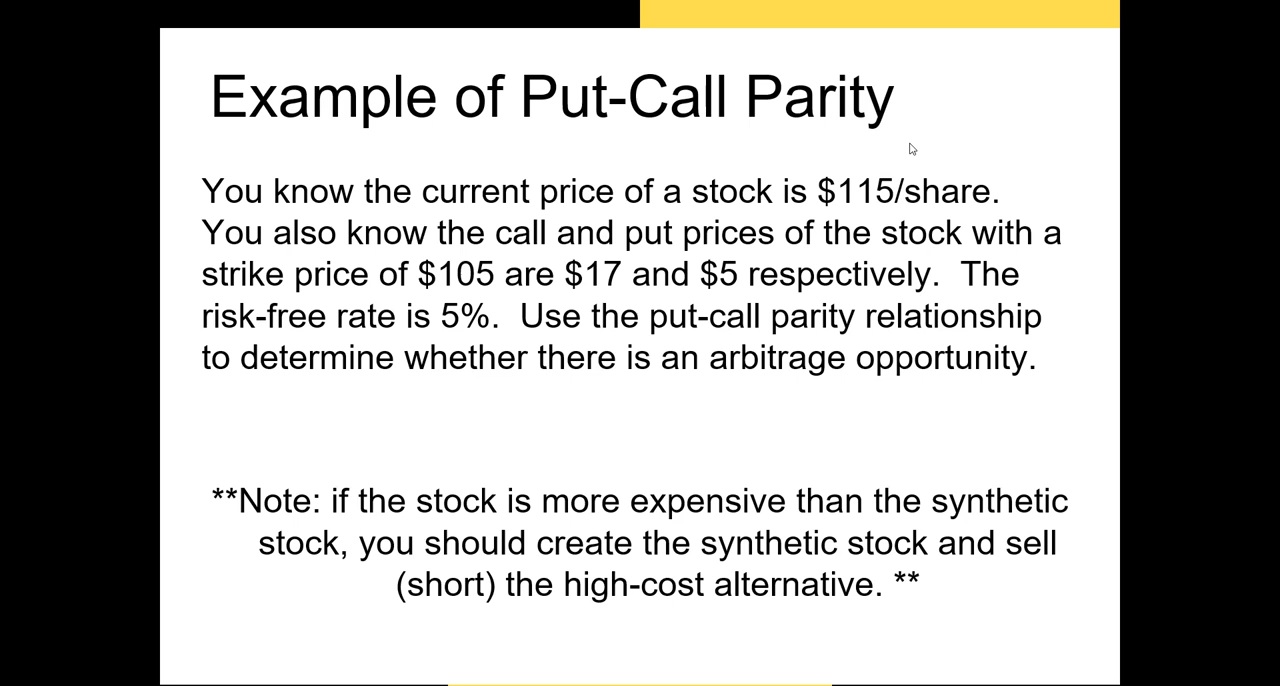 Example of Put-Call Parity
You know the current price of a stock is $115/share.
You also know the call and put prices of the stock with a
strike price of $105 are $17 and $5 respectively.  The
risk-free rate is 5%.  Use the put-call parity relationship
to determine whether there is an arbitrage opportunity.
**Note: if the stock is more expensive than the synthetic
stock, you should create the synthetic stock and sell
(short) the high-cost alternative. **